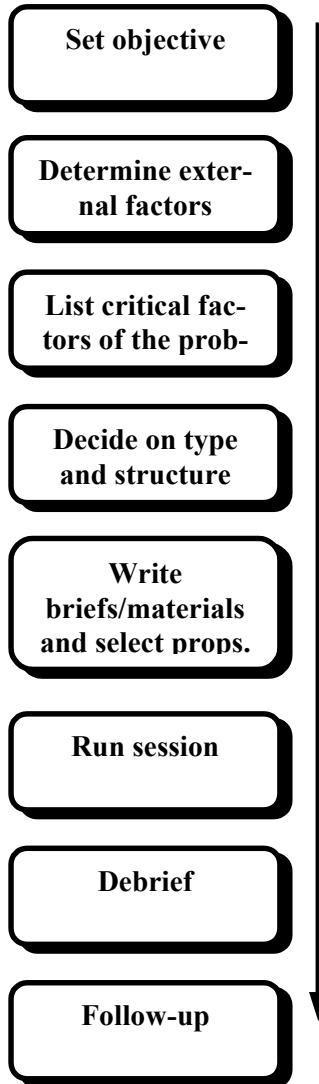 Set objective
Determine exter-
nal factors
List critical fac-
tors of the prob-
Decide on type
and structure
Write
briefs/materials
and select props.
Run session
Debrief
Follow-up